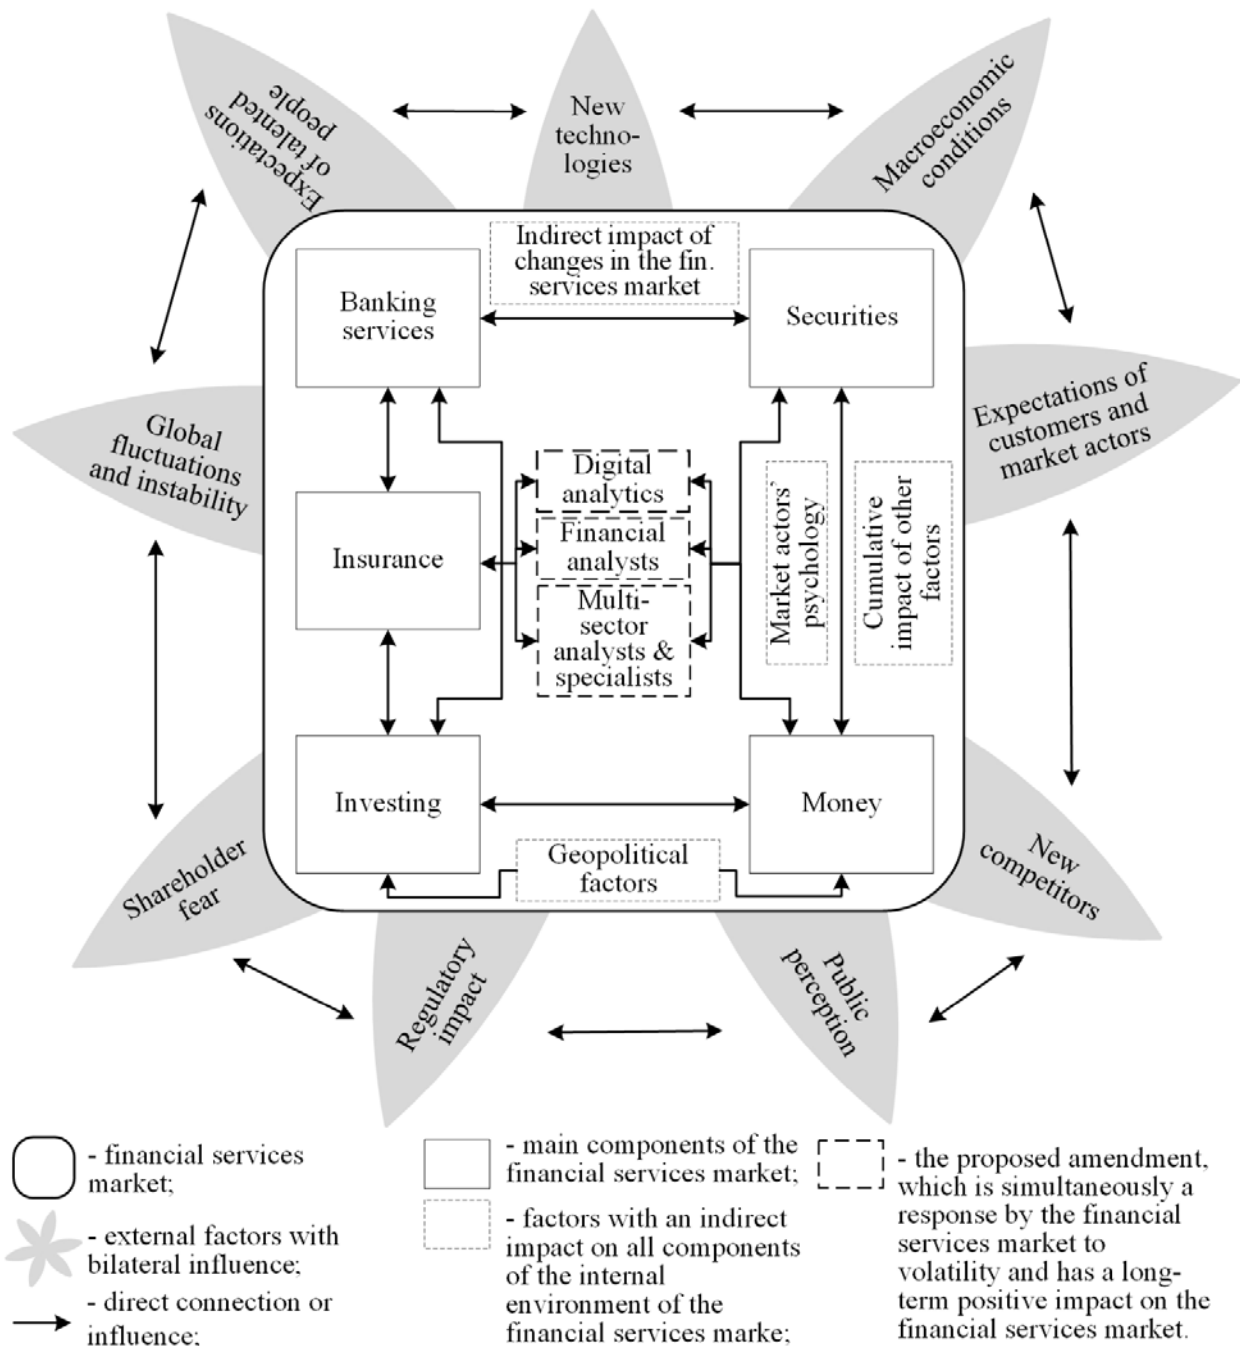 Expectations
of talented
people
New
techno-
logies
Macroeconomic
conditions
Indirect impact of
changes in the fin.
services market
Banking
services
Securities
Global
fluctuations
and instability
Expectations of
customers and
market actors
Digital
analytics
Financial
analysts
Multi-
sector
analysts &
specialists
Insurance
Market actors’
psychology
Cumulative
impact of other
factors
Investing
Money
Geopolitical
factors
Shareholder
fear
New
competitors
Regulatory
impact
Public
perception
- financial services
market;
- external factors with
bilateral influence;
- direct connection or
influence;
- main components of the
financial services market;
- factors with an indirect
impact on all components
of the internal
environment of the
financial services marke;
- the proposed amendment,
which is simultaneously a
response by the financial
services market to
volatility and has a long-
term positive impact on the
financial services market.